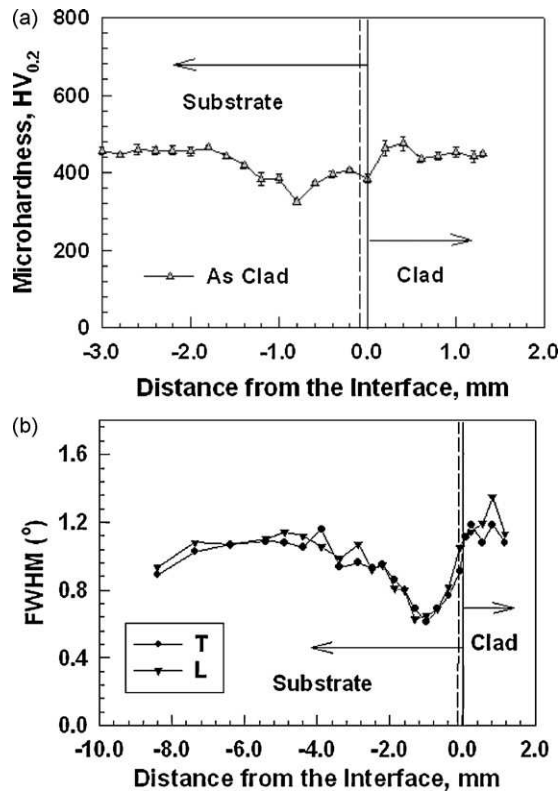 (a)
800
600
400
200
0
Microhardness, HV0.2
Substrate
As Clad
Clad
-3.0 -2.0 -1.0 0.0 1.0 2.0
Distance from the Interface, mm
(b)
1.6
1.2
0.8
0.4
0.0
FWHM (°)
T
L
Clad
Substrate
-10.0 -8.0 -6.0 -4.0 -2.0 0.0 2.0
Distance from the Interface, mm